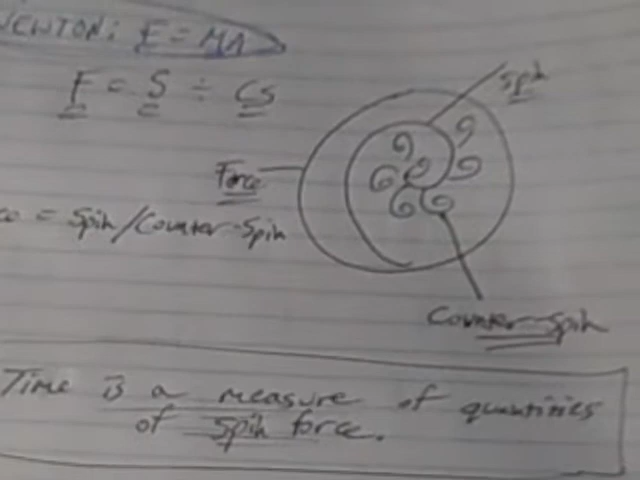 NEWTON: F = MA
F = S ÷ CS
Spin
Force
= Spin/Counter-Spin
Counter-Spin
Time is a measure of quantities
of Spin force.